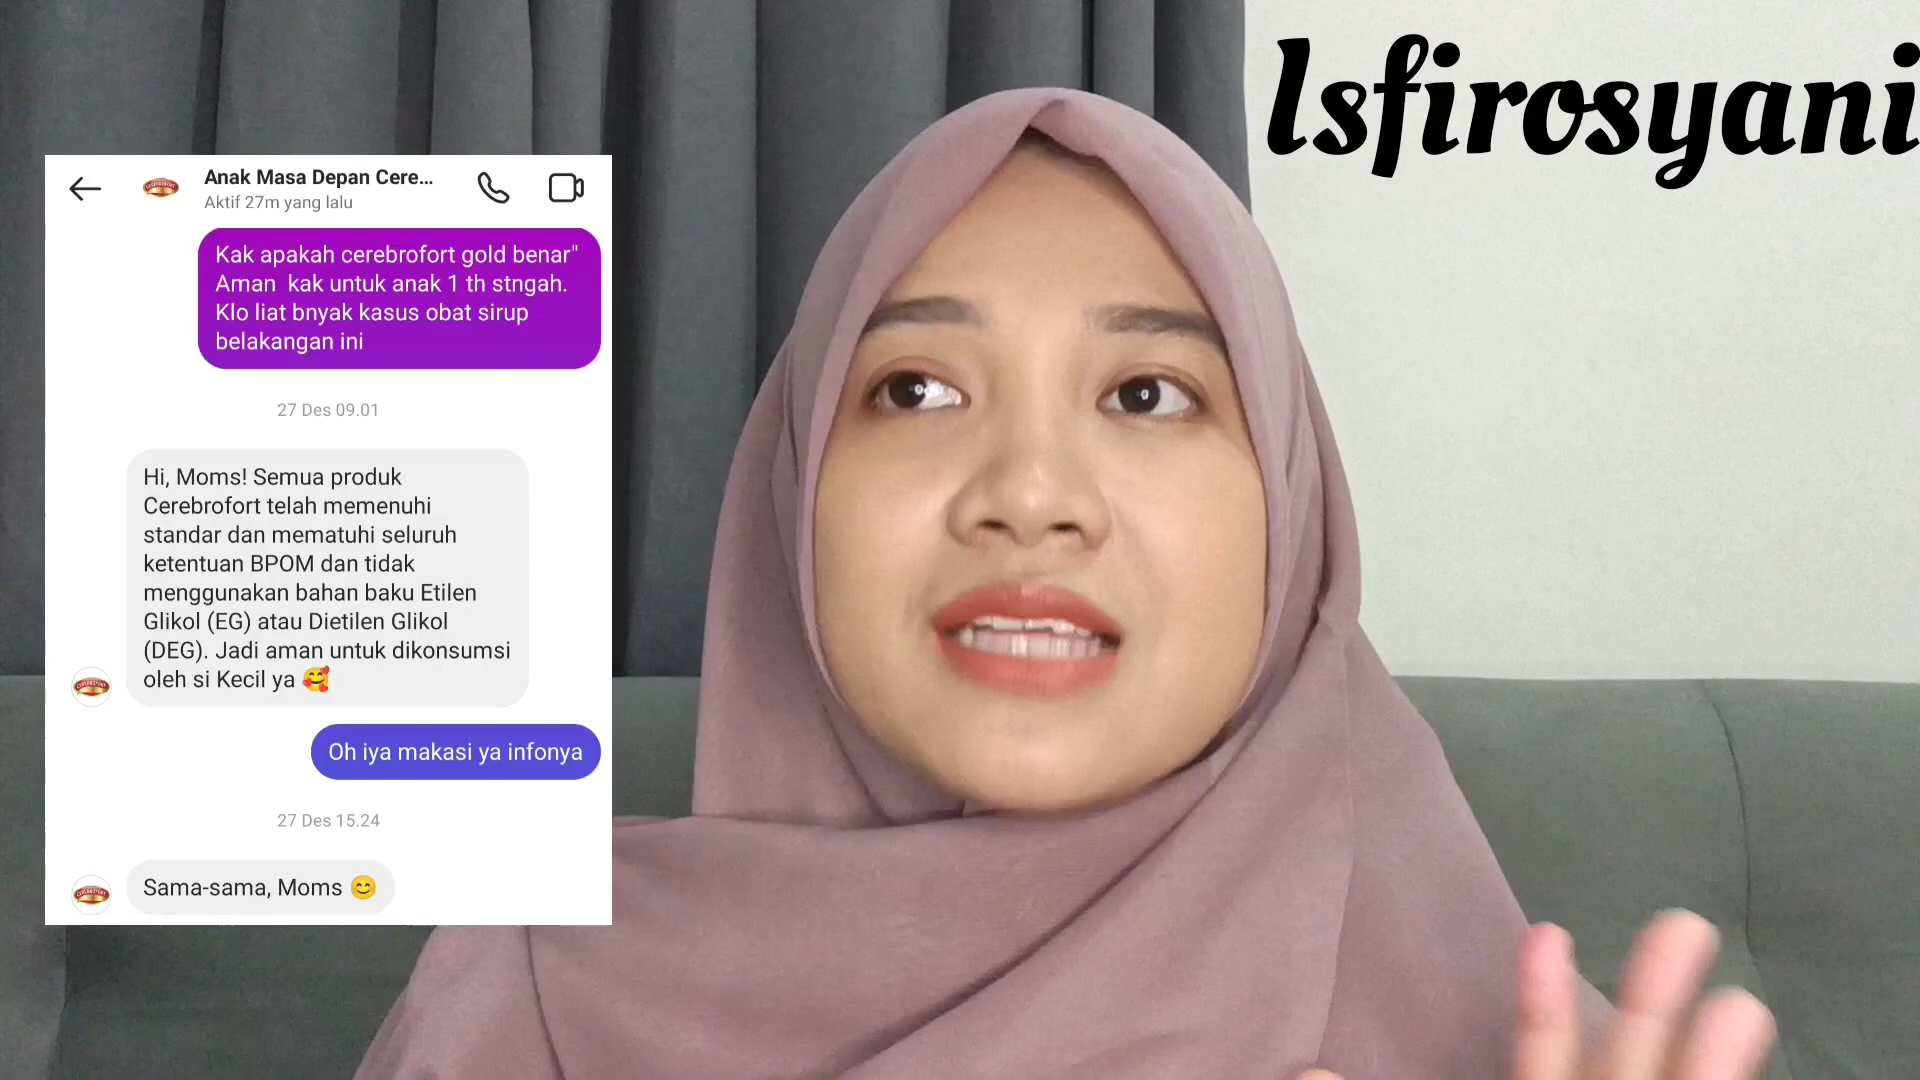 lsfirosyani
Anak Masa Depan Cere...
Aktif 27m yang lalu
Kak apakah cerebrofort gold benar"
Aman kak untuk anak 1 th stngah.
Klo liat bnyak kasus obat sirup
belakangan ini
27 Des 09.01
Hi, Moms! Semua produk
Cerebrofort telah memenuhi
standar dan mematuhi seluruh
ketentuan BPOM dan tidak
menggunakan bahan baku Etilen
Glikol (EG) atau Dietilen Glikol
(DEG). Jadi aman untuk dikonsumsi
oleh si Kecil ya 🥰
Oh iya makasi ya infonya
27 Des 15.24
Sama-sama, Moms 😊